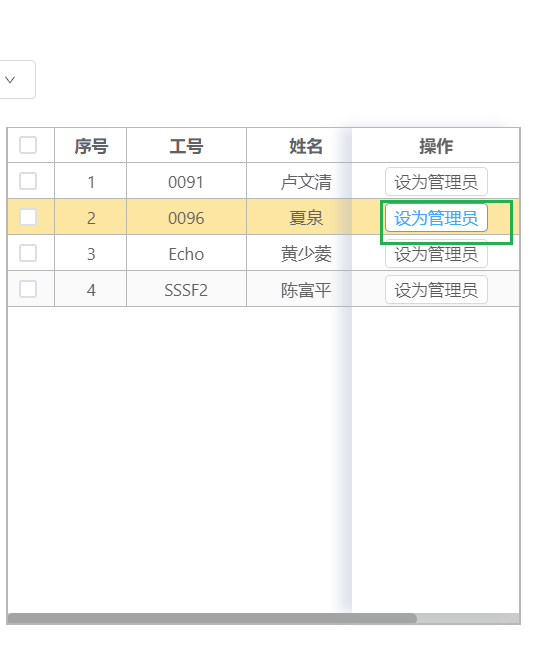 序号 工号 姓名 操作
1 0091 卢文清 设为管理员
2 0096 夏泉 设为管理员
3 Echo 黄少菱 设为管理员
4 SSSF2 陈富平 设为管理员